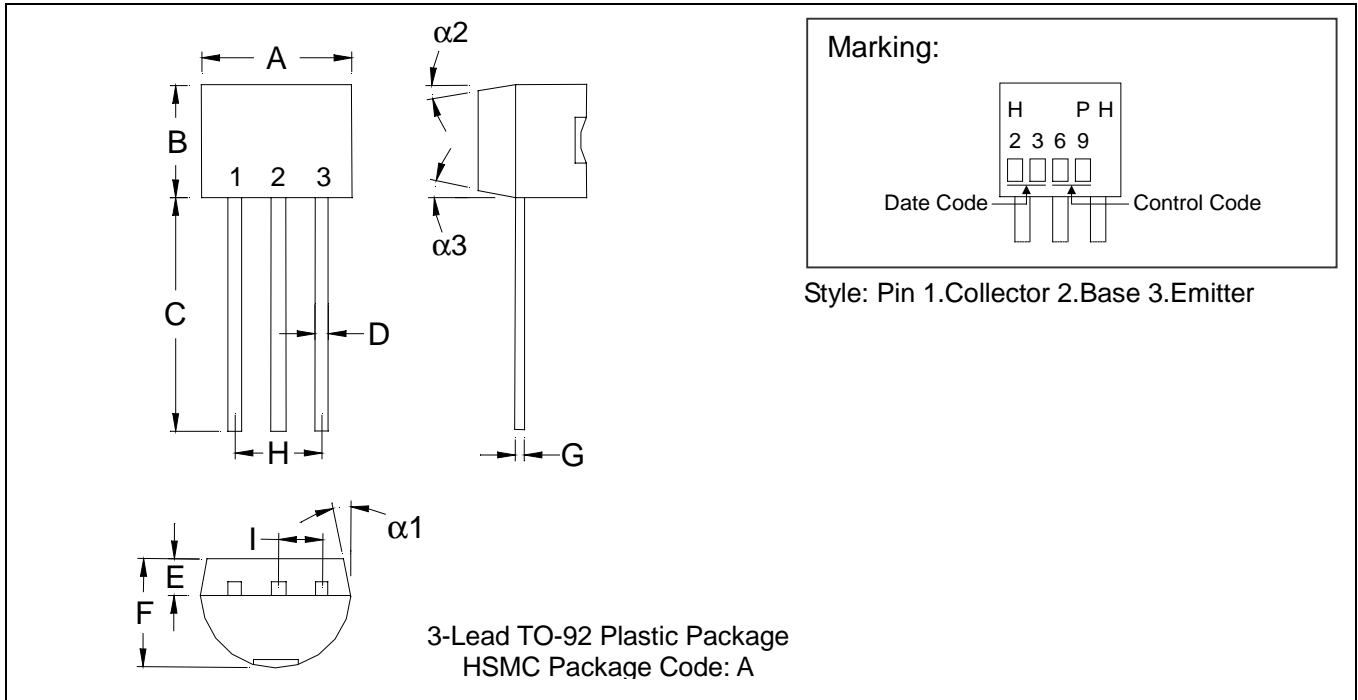 α2
A
B
1 2 3
α3
C
D
H
G
α1
I
E
F
3-Lead TO-92 Plastic Package
HSMC Package Code: A
Marking:
H P H
2 3 6 9
Date Code
Control Code
Style: Pin 1.Collector 2.Base 3.Emitter